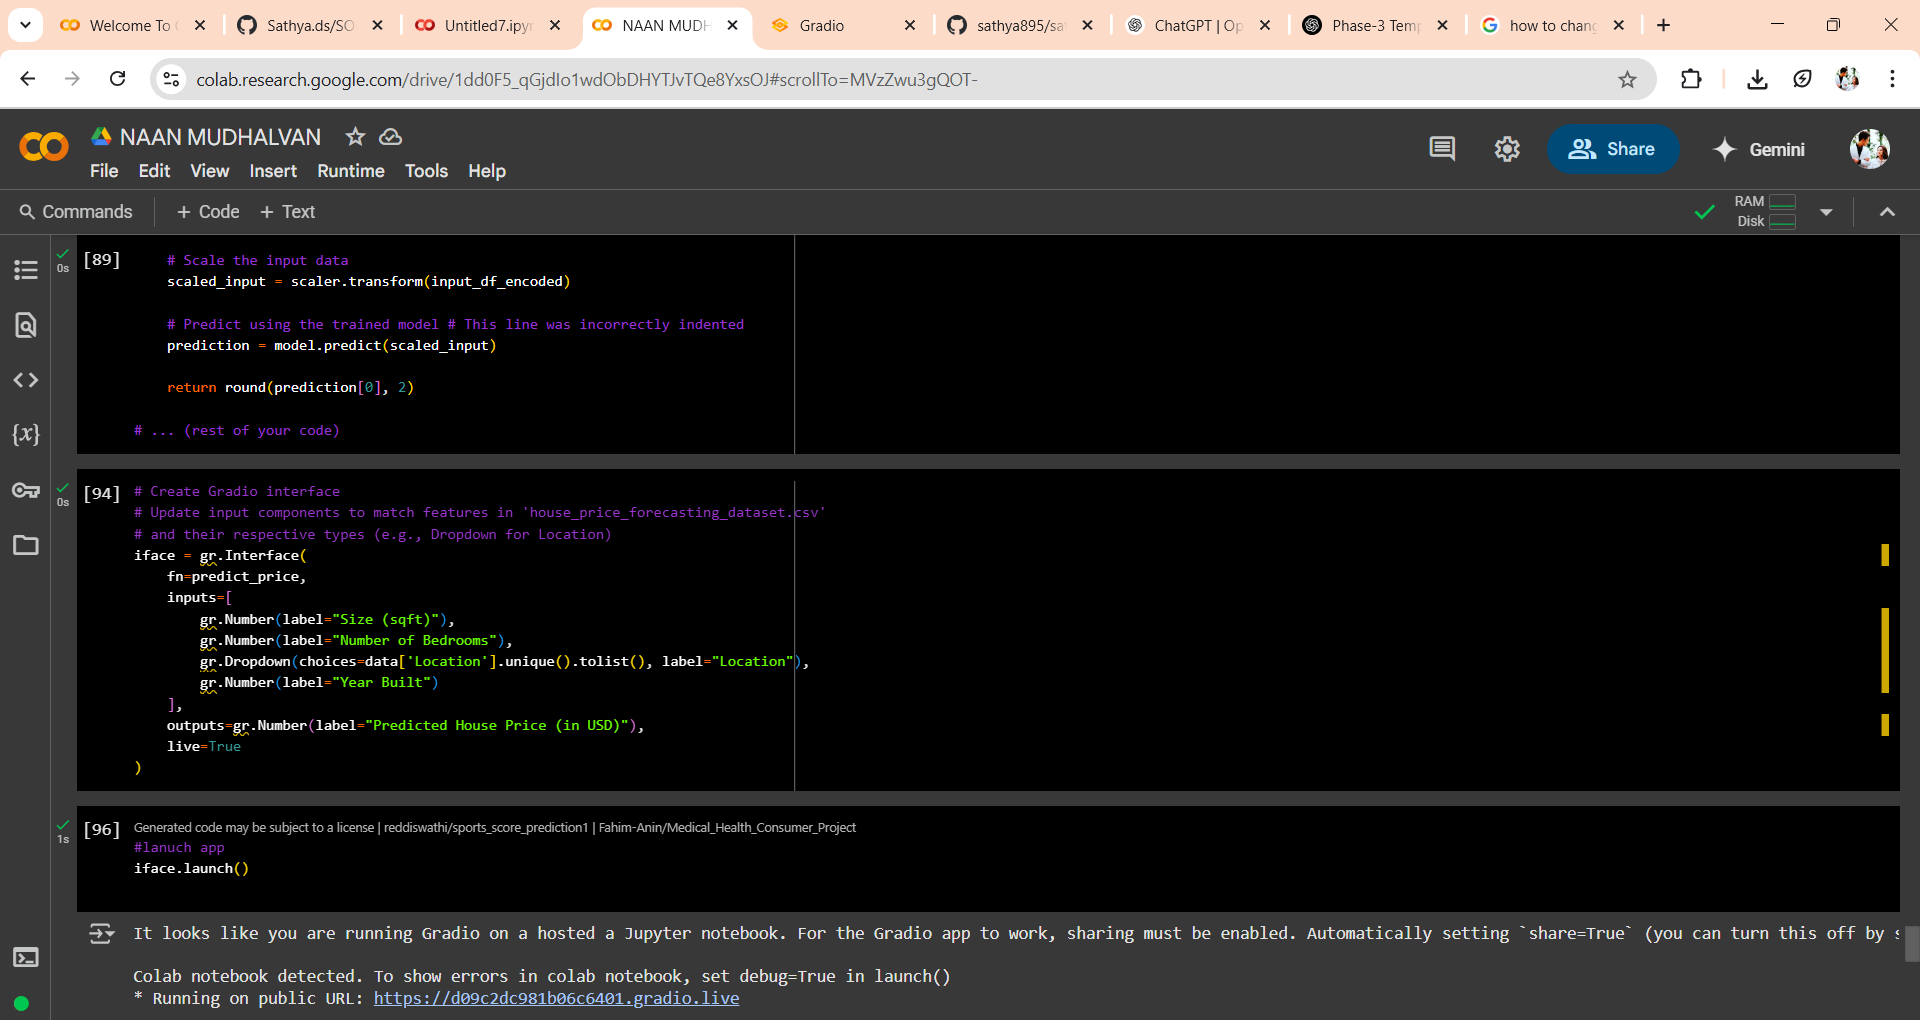 Welcome To
Sathya.ds/SO
Untitled7.ipy
NAAN MUDH
Gradio
sathya895/sa
ChatGPT | Op
Phase-3 Temp
how to chang
colab.research.google.com/drive/1dd0F5_qGjdIo1wdObDHYTJvTQe8YxsOJ#scrollTo=MVzZwu3gQOT-
CO NAAN MUDHALVAN
Share
Gemini
File Edit View Insert Runtime Tools Help
Commands + Code + Text
RAM
Disk
[89]
0s
# Scale the input data
scaled_input = scaler.transform(input_df_encoded)
# Predict using the trained model # This line was incorrectly indented
prediction = model.predict(scaled_input)
return round(prediction[0], 2)
# ... (rest of your code)
[94]
0s
# Create Gradio interface
# Update input components to match features in 'house_price_forecasting_dataset.csv'
# and their respective types (e.g., Dropdown for Location)
iface = gr.Interface(
fn=predict_price,
inputs=[
gr.Number(label="Size (sqft)"),
gr.Number(label="Number of Bedrooms"),
gr.Dropdown(choices=data['Location'].unique().tolist(), label="Location"),
gr.Number(label="Year Built")
],
outputs=gr.Number(label="Predicted House Price (in USD)"),
live=True
)
[96]
1s
Generated code may be subject to a license | reddiswathi/sports_score_prediction1 | Fahim-Anin/Medical_Health_Consumer_Project
#lanuch app
iface.launch()
It looks like you are running Gradio on a hosted a Jupyter notebook. For the Gradio app to work, sharing must be enabled. Automatically setting `share=True` (you can turn this off by s
Colab notebook detected. To show errors in colab notebook, set debug=True in launch()
* Running on public URL: https://d09c2dc981b06c6401.gradio.live